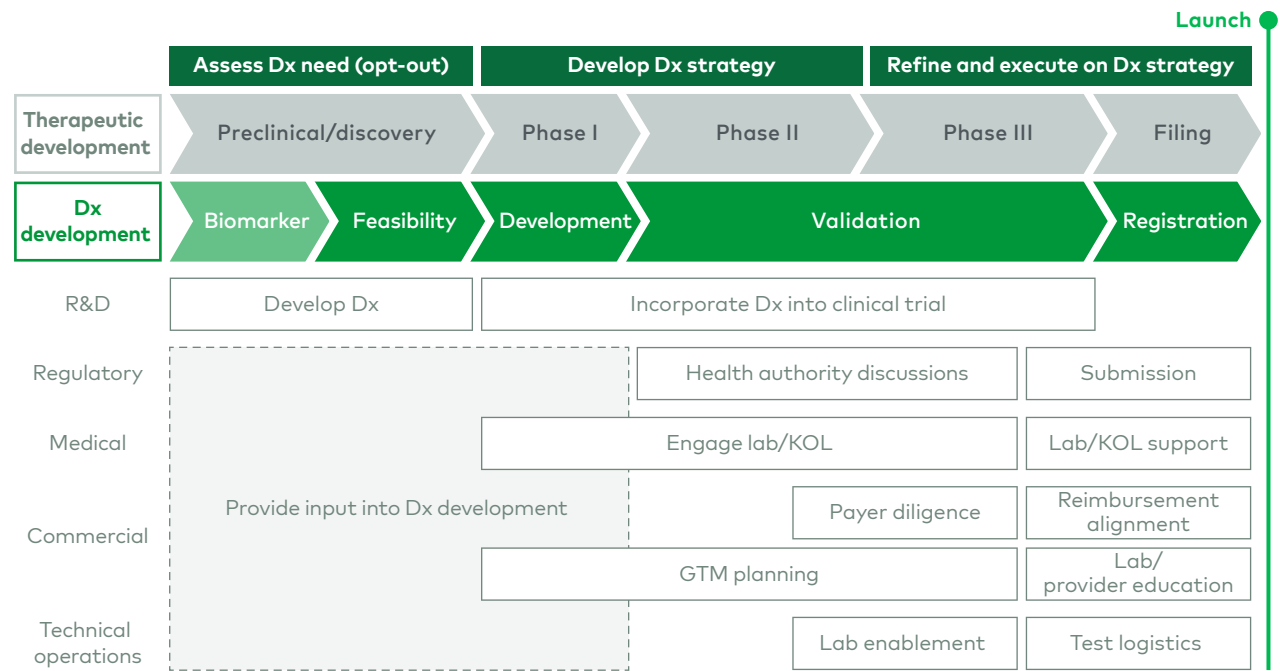 Launch
Assess Dx need (opt-out)
Develop Dx strategy
Refine and execute on Dx strategy
Therapeutic
development
Preclinical/discovery
Phase I
Phase II
Phase III
Filing
Dx
development
Biomarker
Feasibility
Development
Validation
Registration
R&D
Develop Dx
Incorporate Dx into clinical trial
Regulatory
Health authority discussions
Submission
Medical
Engage lab/KOL
Lab/KOL support
Provide input into Dx development
Commercial
Payer diligence
Reimbursement
alignment
GTM planning
Lab/
provider education
Technical
operations
Lab enablement
Test logistics